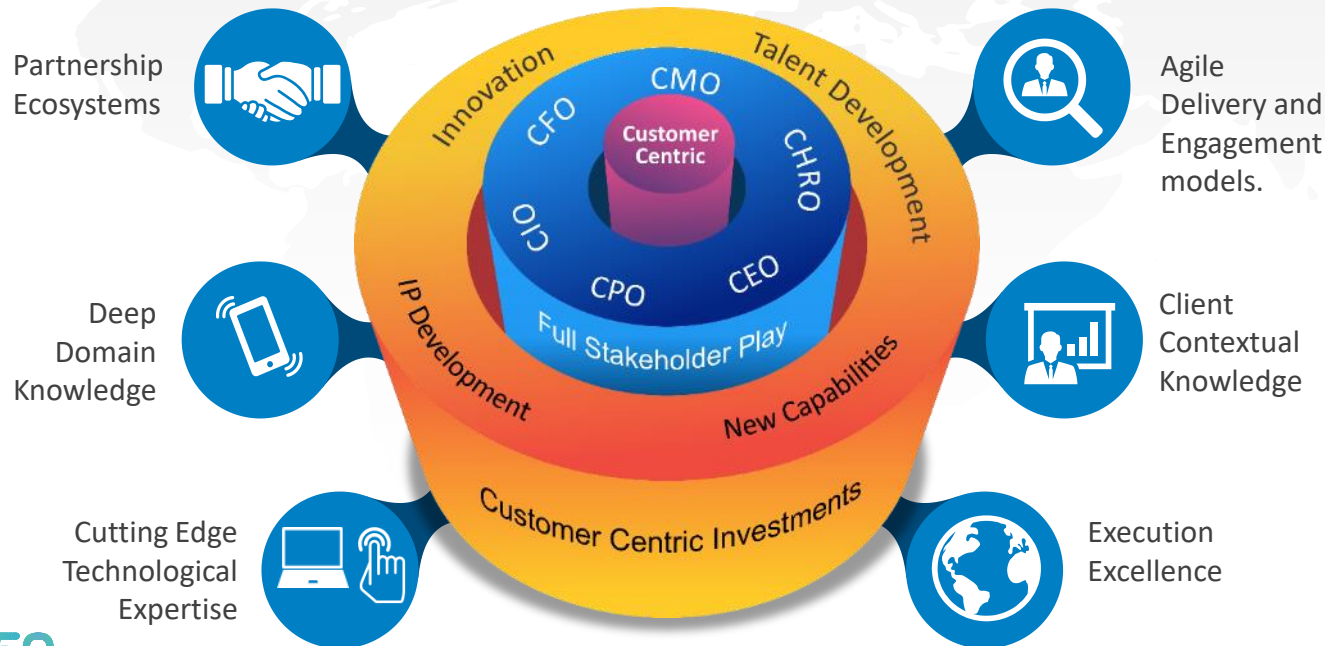 Partnership
Ecosystems
Deep
Domain
Knowledge
Cutting Edge
Technological
Expertise
Innovation
Talent Development
IP Development
New Capabilities
CMO
CFO
CHRO
CIO
CPO
CEO
Customer
Centric
Full Stakeholder Play
Customer Centric Investments
Agile
Delivery and
Engagement
models.
Client
Contextual
Knowledge
Execution
Excellence